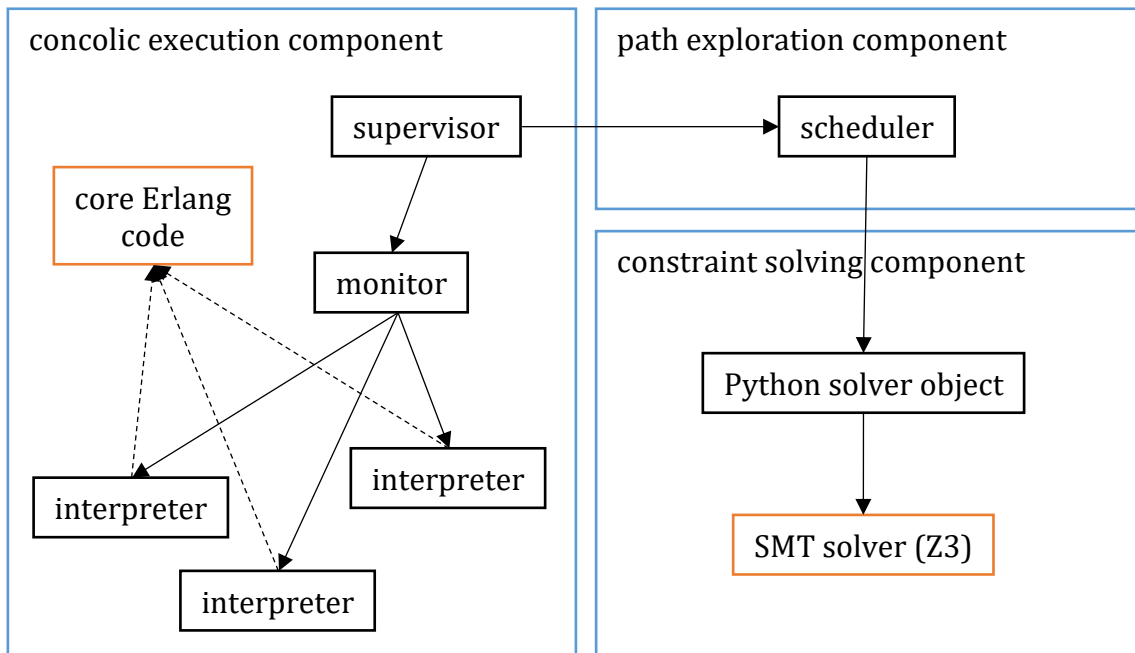 concolic execution component
supervisor
core Erlang
code
monitor
interpreter
interpreter
interpreter
path exploration component
scheduler
constraint solving component
Python solver object
SMT solver (Z3)